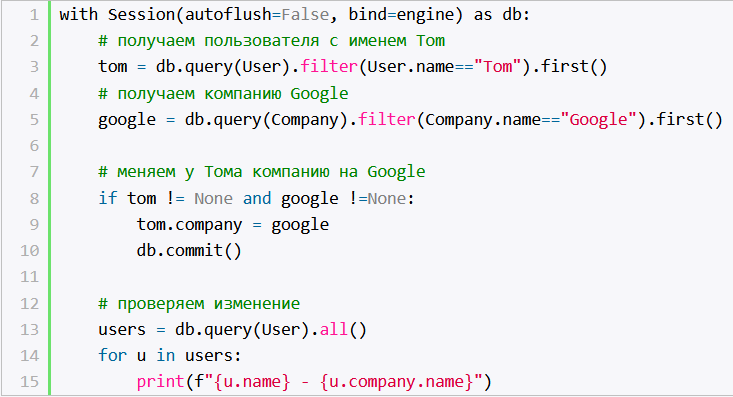 1 with Session(autoflush=False, bind=engine) as db:
2     # получаем пользователя с именем Tom
3     tom = db.query(User).filter(User.name=="Tom").first()
4     # получаем компанию Google
5     google = db.query(Company).filter(Company.name=="Google").first()
6
7     # меняем у Тома компанию на Google
8     if tom != None and google !=None:
9         tom.company = google
10         db.commit()
11
12     # проверяем изменение
13     users = db.query(User).all()
14     for u in users:
15         print(f"{u.name} - {u.company.name}")